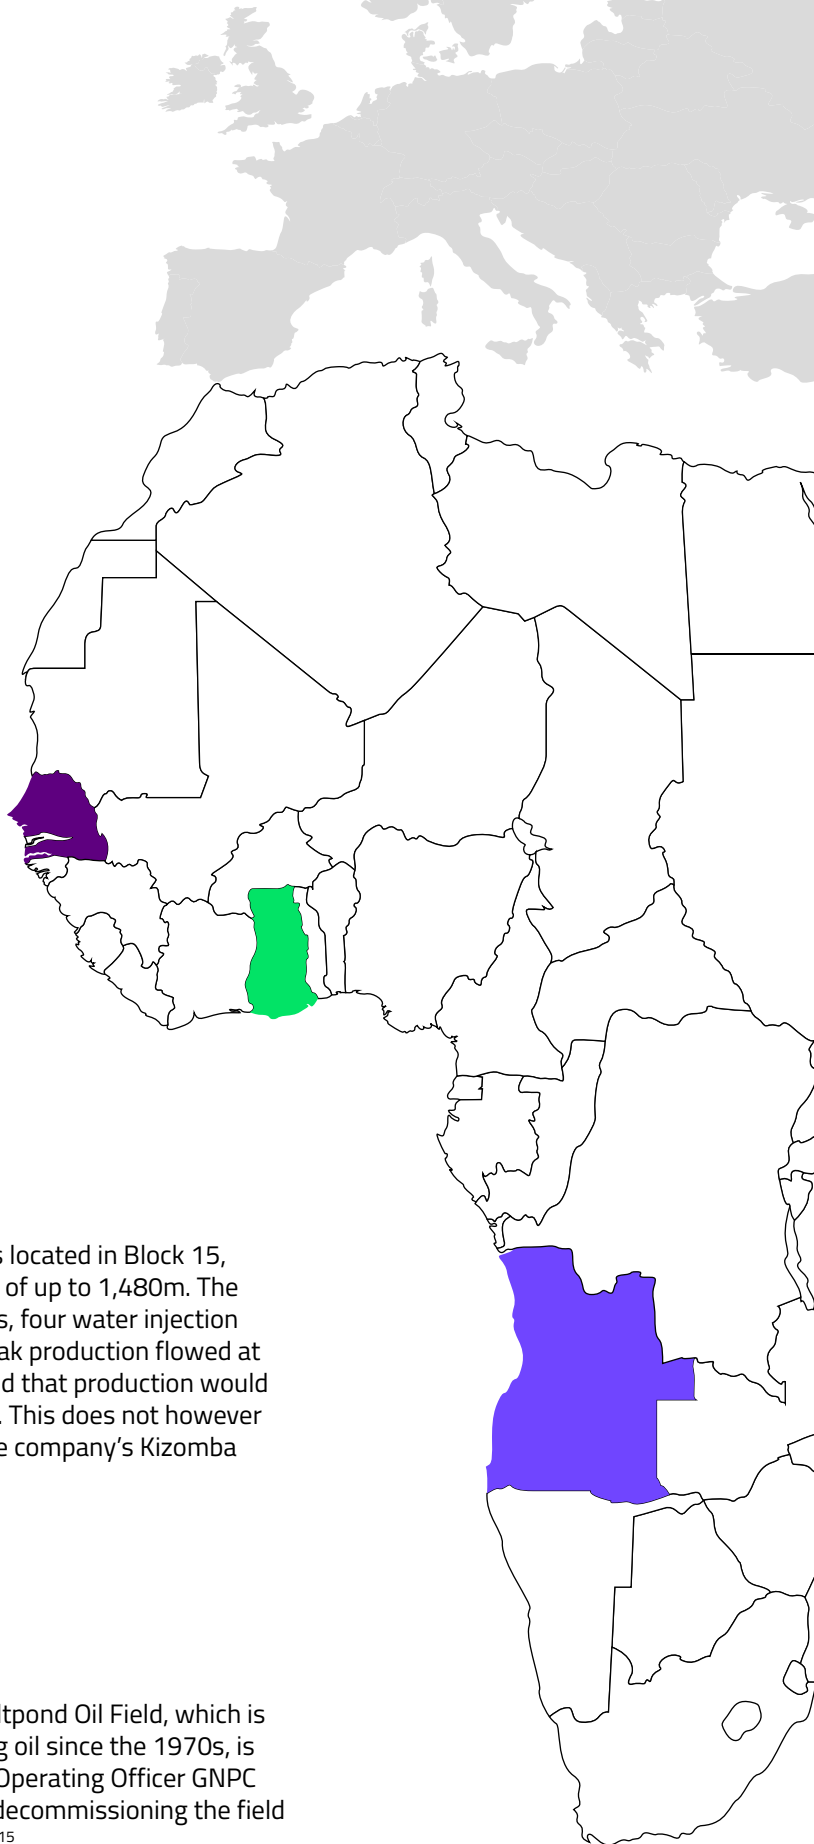 s located in Block 15,
of up to 1,480m. The
s, four water injection
ak production flowed at
d that production would
. This does not however
e company's Kizomba
ltpond Oil Field, which is
g oil since the 1970s, is
Operating Officer GNPC
decommissioning the field
15